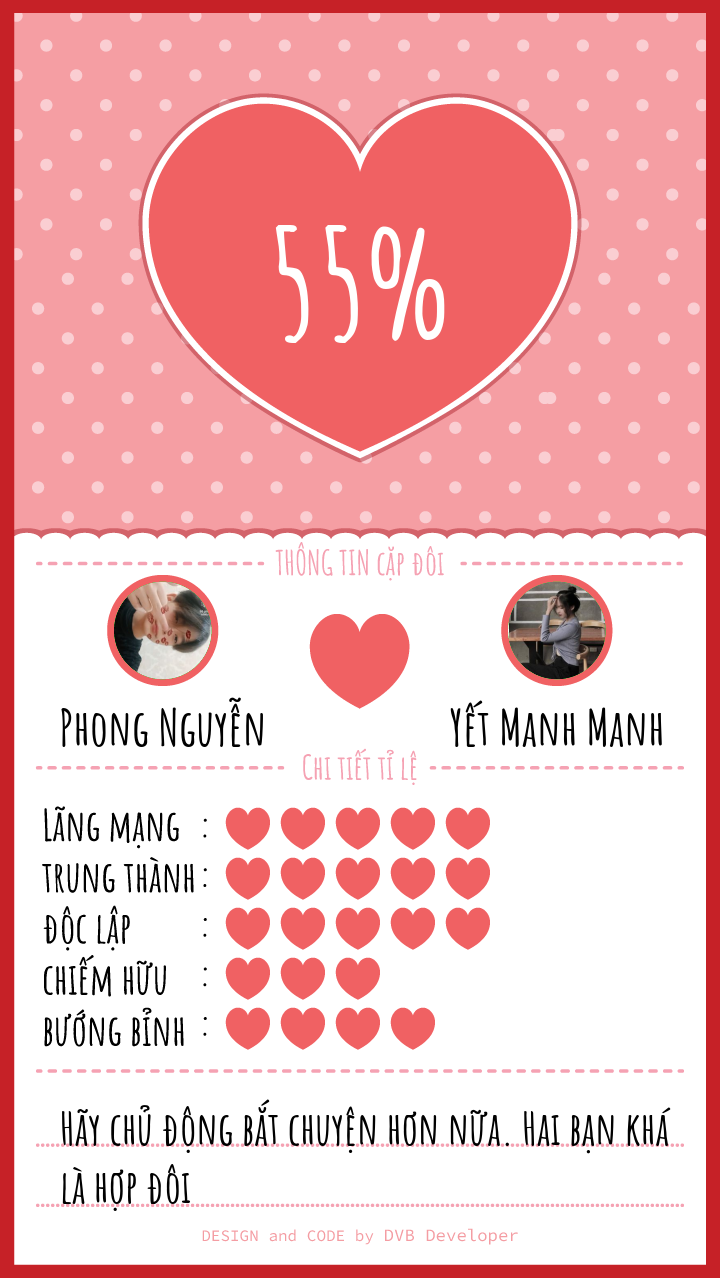 55%
THÔNG TIN CẶP ĐÔI
PHONG NGUYỄN
YẾT MANH MANH
CHI TIẾT TỈ LỆ
LÃNG MẠNG :
TRUNG THÀNH :
ĐỘC LẬP :
CHIẾM HỮU :
BƯỚNG BỈNH :
HÃY CHỦ ĐỘNG BẮT CHUYỆN HƠN NỮA. HAI BẠN KHÁ
LÀ HỢP ĐÔI
DESIGN and CODE by DVB Developer